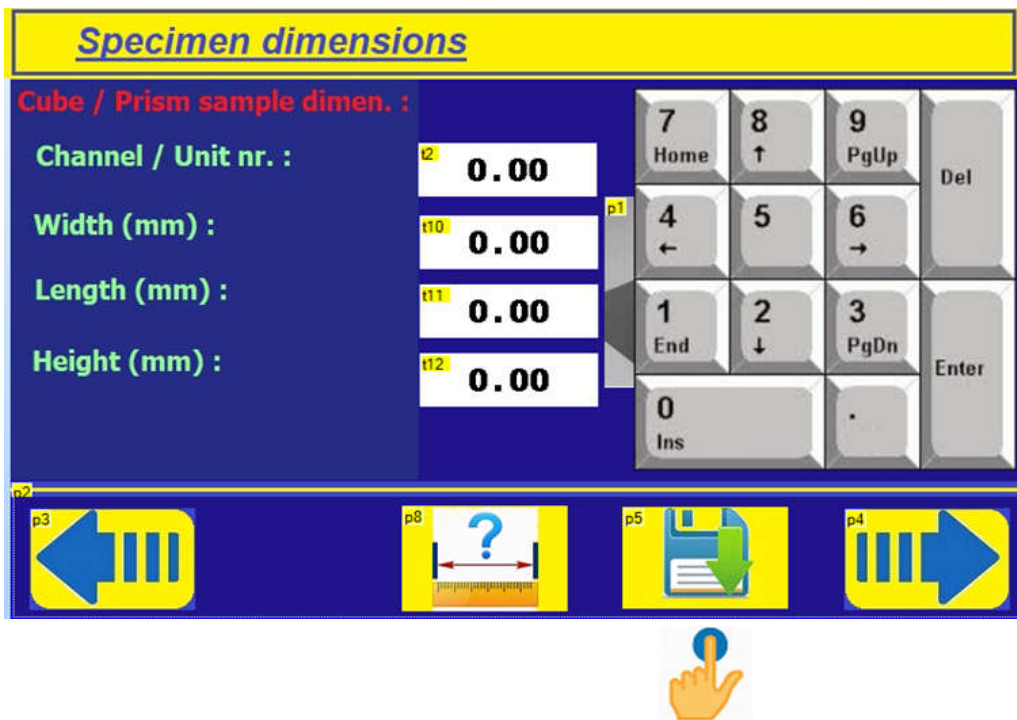 Specimen dimensions
Cube / Prism sample dimen. :
Channel / Unit nr. :
t2
0.00
Width (mm) :
t10
0.00
Length (mm) :
t11
0.00
Height (mm) :
t12
0.00
p1
7
Home
8
↑
9
PgUp
Del
4
←
5
6
→
1
End
2
↓
3
PgDn
Enter
0
Ins
.
p2
p3
p8
?
p5
p4